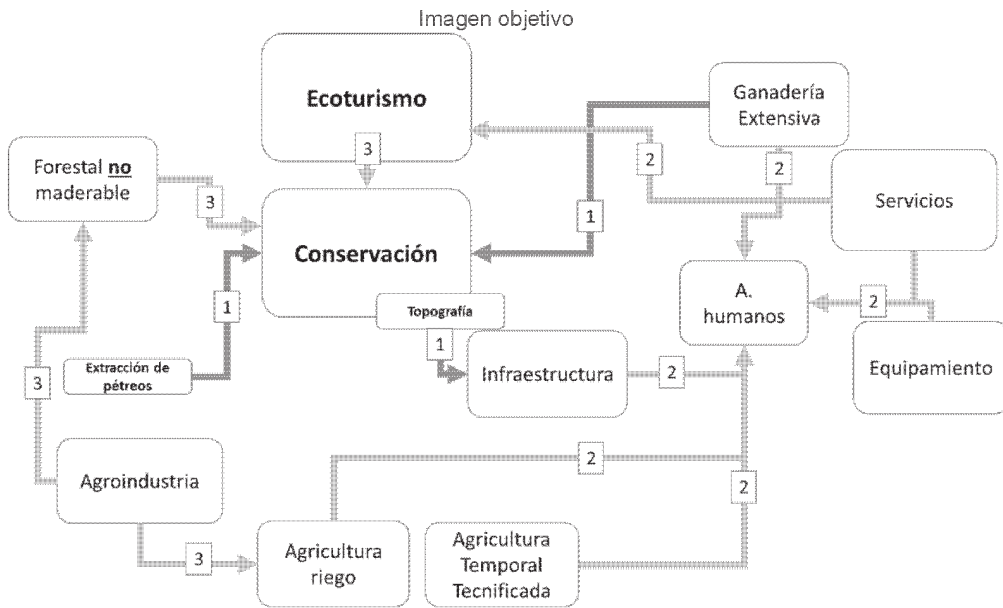 Imagen objetivo
Ecoturismo
3
Ganadería
Extensiva
Forestal no
maderable
3
2
2
Servicios
1
Conservación
1
Topografía
1
A.
humanos
2
Extracción de
pétreos
3
Infraestructura
2
Equipamiento
Agroindustria
2
2
3
Agricultura
riego
Agricultura
Temporal
Tecnificada